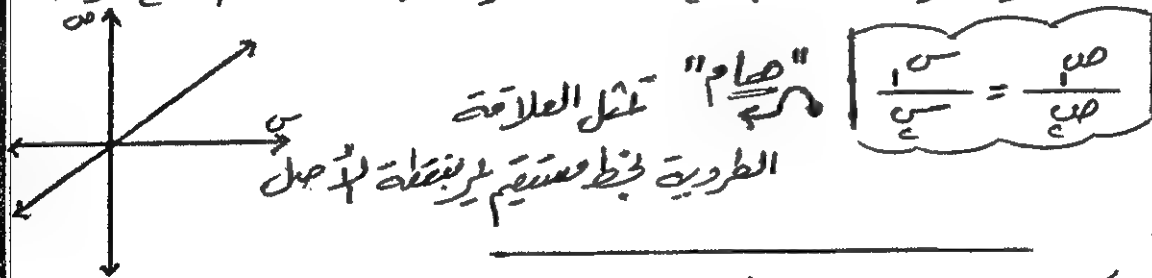 ص
س
ص١ / ص٢ = س١ / س٢
"هام" تمثل العلاقة
الطردية بخط مستقيم يمر بنقطة الأصل